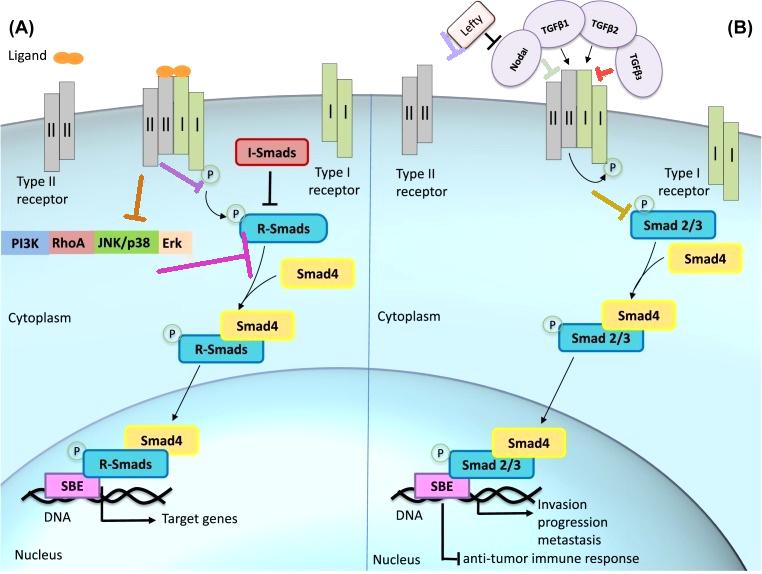 (A)
Ligand
II
II
II
II
I
I
I
I
Type II
receptor
Type I
receptor
P
I-Smads
P
R-Smads
PI3K
RhoA
JNK/p38
Erk
Smad4
Cytoplasm
Smad4
P
R-Smads
Smad4
P
R-Smads
SBE
DNA
Target genes
Nucleus
(B)
Lefty
Nodal
TGFβ1
TGFβ2
TGFβ3
II
II
II
II
I
I
I
I
Type II
receptor
P
Type I
receptor
P
Smad 2/3
Smad4
Cytoplasm
Smad4
P
Smad 2/3
Smad4
P
Smad 2/3
SBE
DNA
Invasion
progression
metastasis
anti-tumor immune response
Nucleus